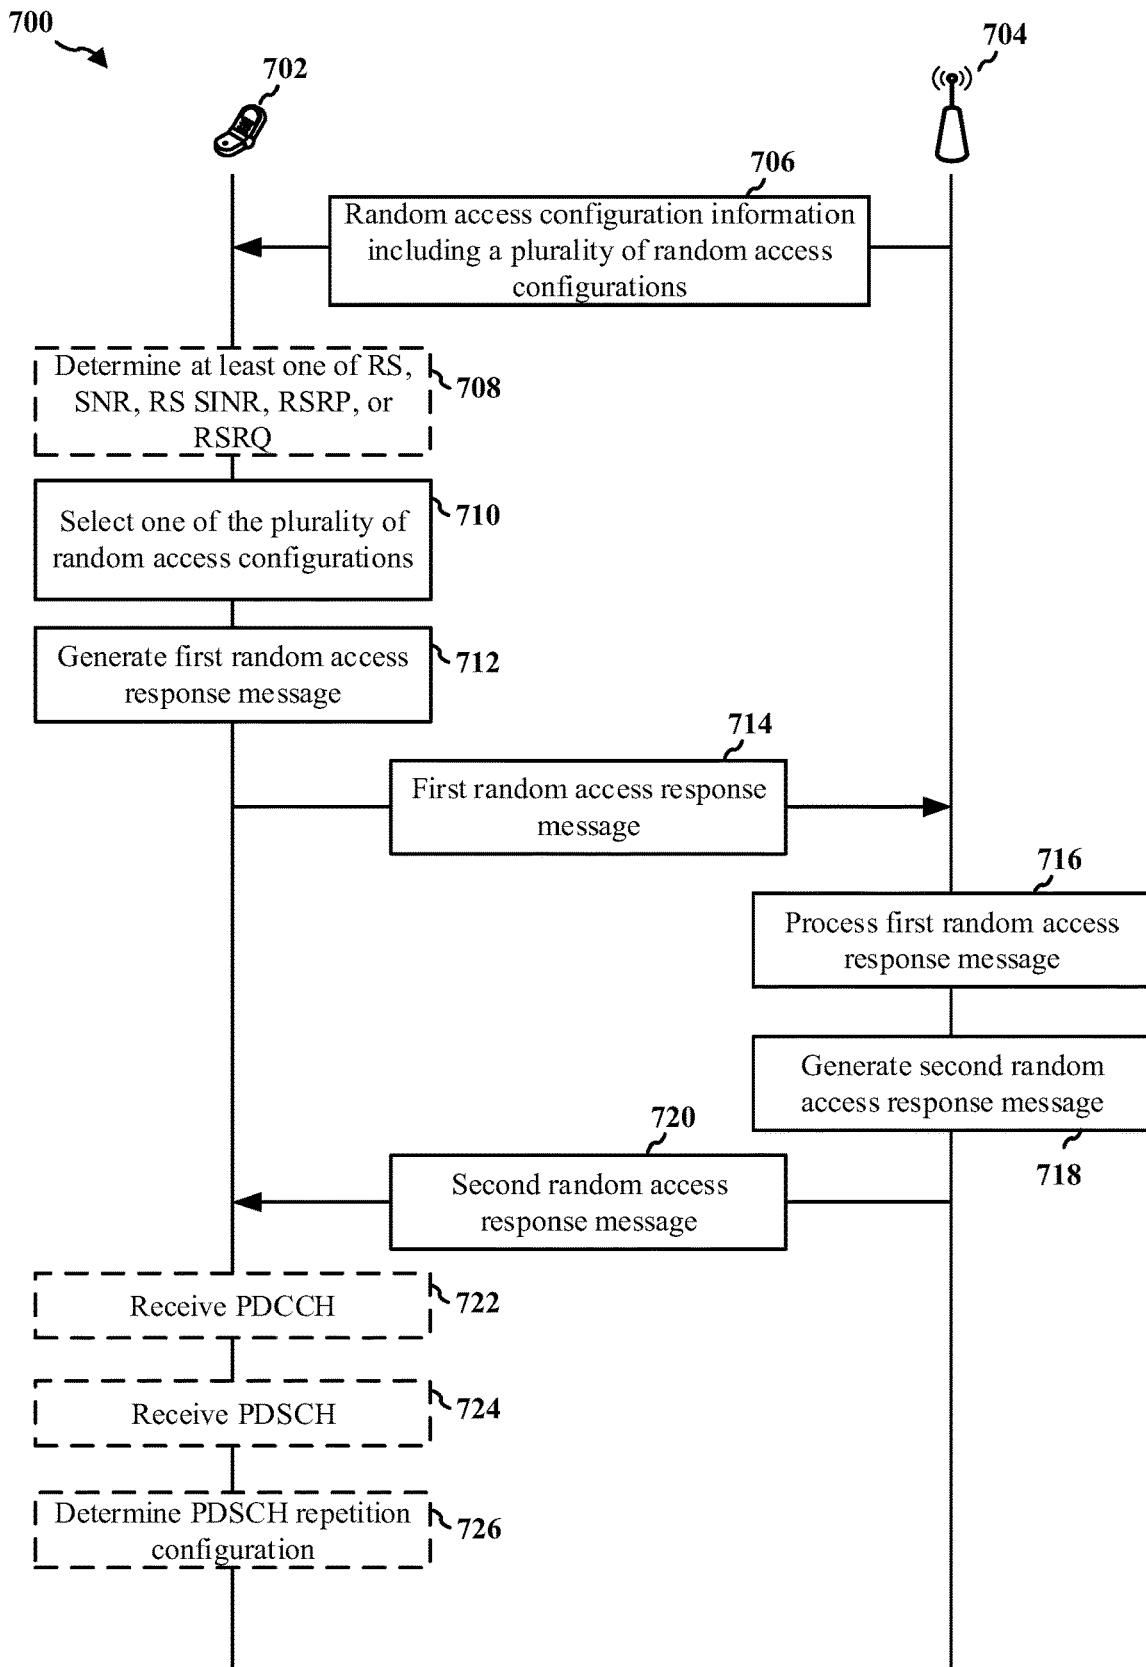 700
702
704
706
Random access configuration information
including a plurality of random access
configurations
Determine at least one of RS,
SNR, RS SINR, RSRP, or
RSRQ
708
Select one of the plurality of
random access configurations
710
Generate first random access
response message
712
714
First random access response
message
716
Process first random access
response message
Generate second random
access response message
718
720
Second random access
response message
Receive PDCCH
722
Receive PDSCH
724
Determine PDSCH repetition
configuration
726